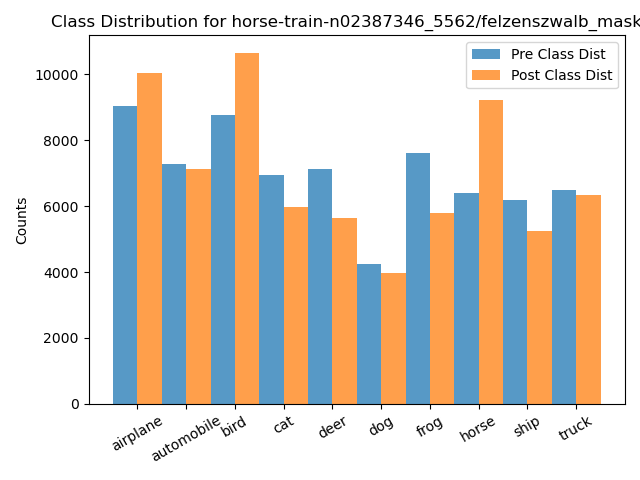 Class Distribution for horse-train-n02387346_5562/felzenszwalb_mask
Pre Class Dist
Post Class Dist
Counts
10000
8000
6000
4000
2000
0
airplane
automobile
bird
cat
deer
dog
frog
horse
ship
truck